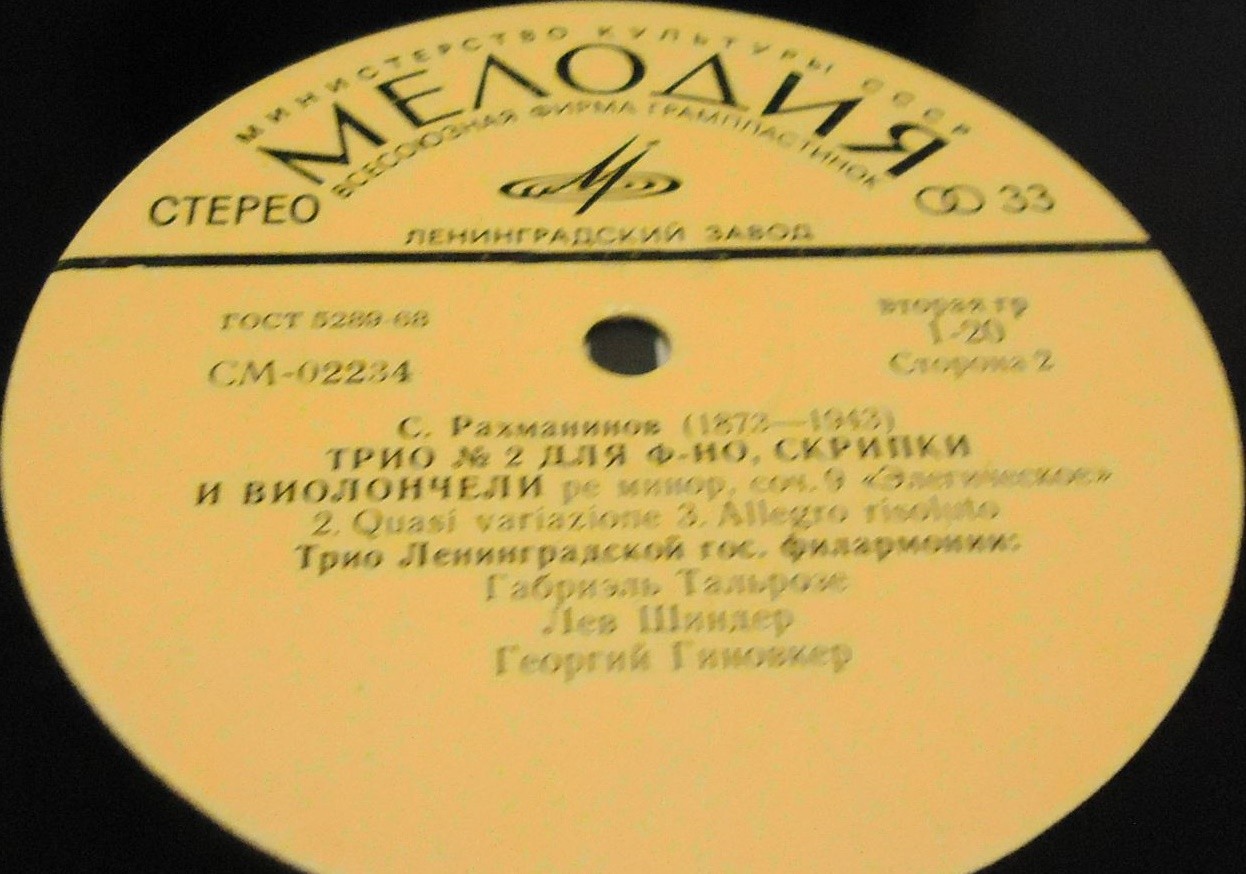 МИНИСТЕРСТВО КУЛЬТУРЫ СССР
МЕЛОДИЯ
ВСЕСОЮЗНАЯ ФИРМА ГРАМПЛАСТИНОК
СТЕРЕО
33
ЛЕНИНГРАДСКИЙ ЗАВОД
ГОСТ 5289-68
вторая гр
СМ-02234
1-20
Сторона 2
С. Рахманинов (1873—1943)
ТРИО № 2 ДЛЯ Ф-НО, СКРИПКИ
И ВИОЛОНЧЕЛИ ре минор, соч. 9 «Элегическое»
2. Quasi variazione 3. Allegro risoluto
Трио Ленинградской гос. филармонии:
Габриэль Тальрозе
Лев Шиндер
Георгий Гиновкер